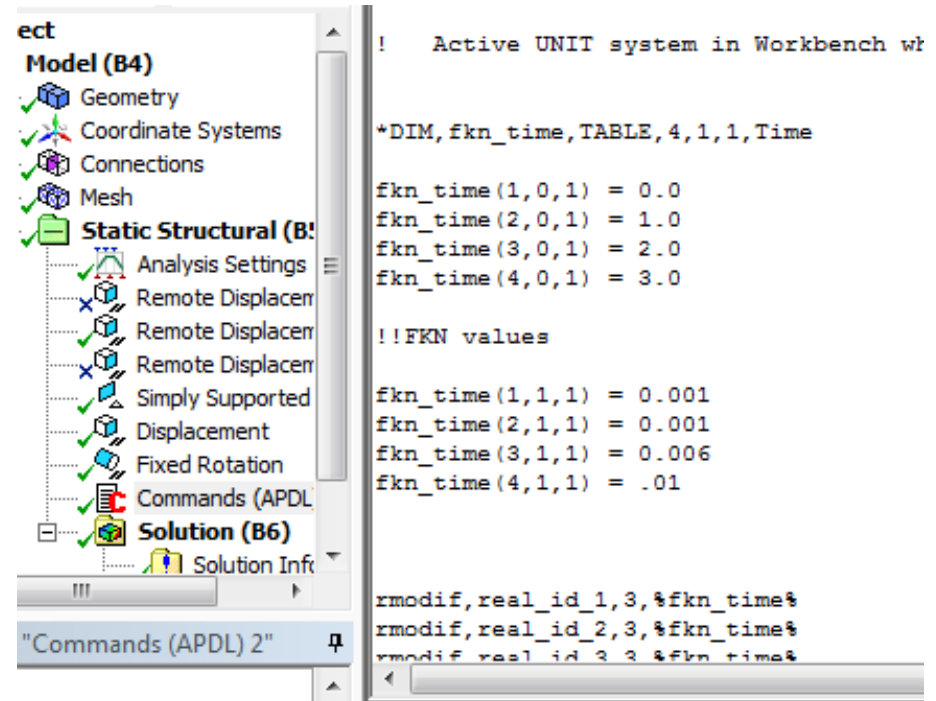 ect
Model (B4)
Geometry
Coordinate Systems
Connections
Mesh
Static Structural (B5
Analysis Settings
Remote Displacem
Remote Displacem
Remote Displacem
Simply Supported
Displacement
Fixed Rotation
Commands (APDL
Solution (B6)
Solution Info
"Commands (APDL) 2"
! Active UNIT system in Workbench wh
*DIM,fkn_time,TABLE,4,1,1,Time
fkn_time(1,0,1) = 0.0
fkn_time(2,0,1) = 1.0
fkn_time(3,0,1) = 2.0
fkn_time(4,0,1) = 3.0
!!FKN values
fkn_time(1,1,1) = 0.001
fkn_time(2,1,1) = 0.001
fkn_time(3,1,1) = 0.006
fkn_time(4,1,1) = .01
rmodif,real_id_1,3,%fkn_time%
rmodif,real_id_2,3,%fkn_time%
rmodif,real_id_3,3,%fkn_time%